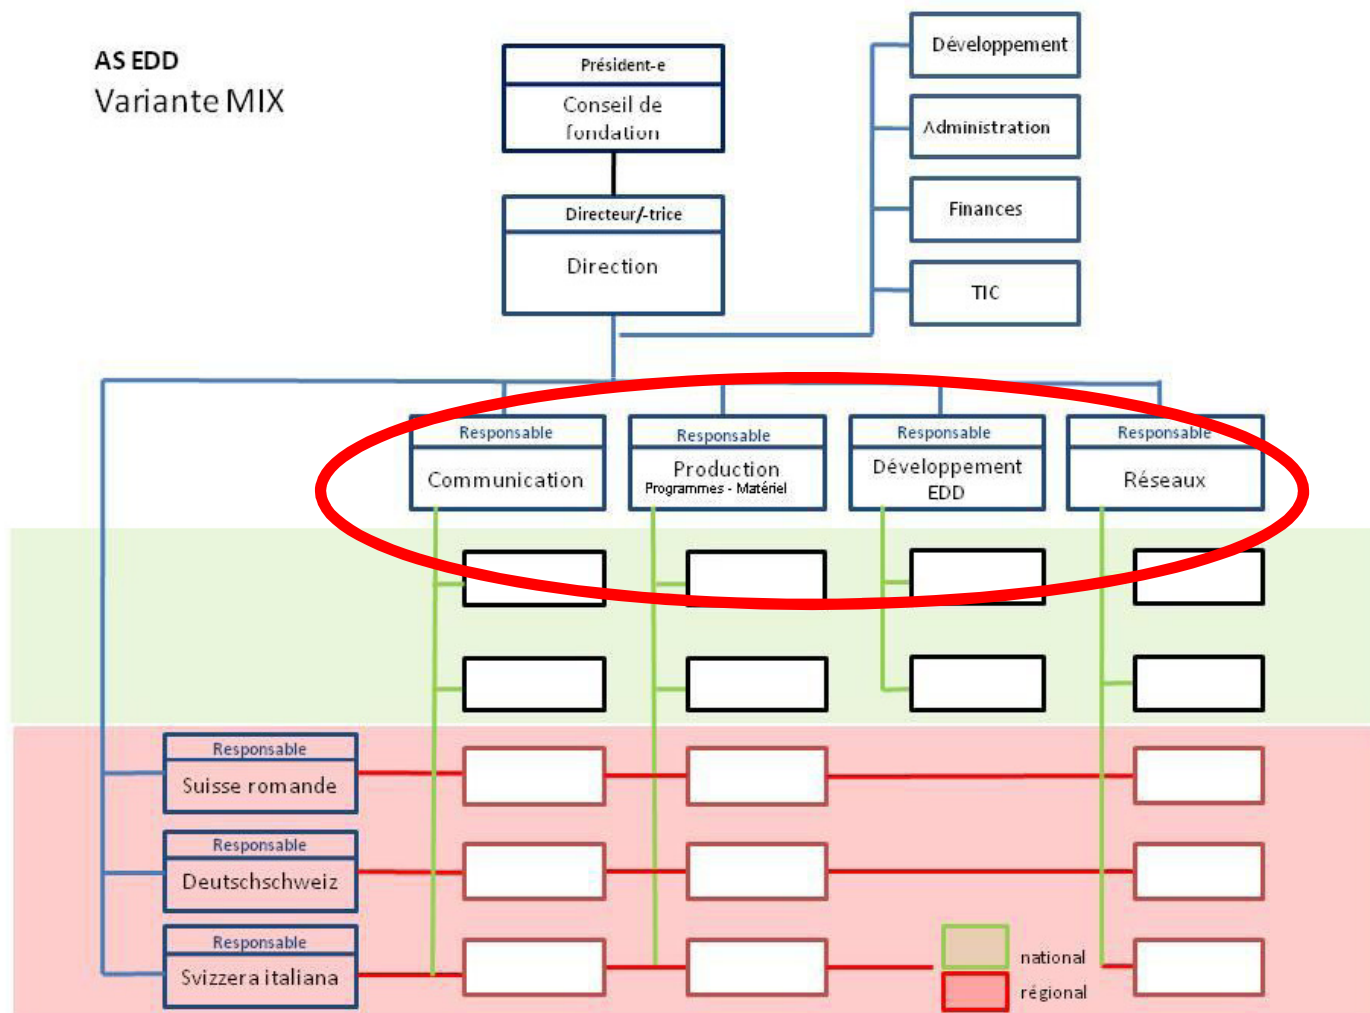 AS EDD
Variante MIX
Président-e
Conseil de
fondation
Directeur/-trice
Direction
Développement
Administration
Finances
TIC
Responsable
Communication
Responsable
Production
Programmes - Matériel
Responsable
Développement
EDD
Responsable
Réseaux
Responsable
Suisse romande
Responsable
Deutschschweiz
Responsable
Svizzera italiana
national
régional